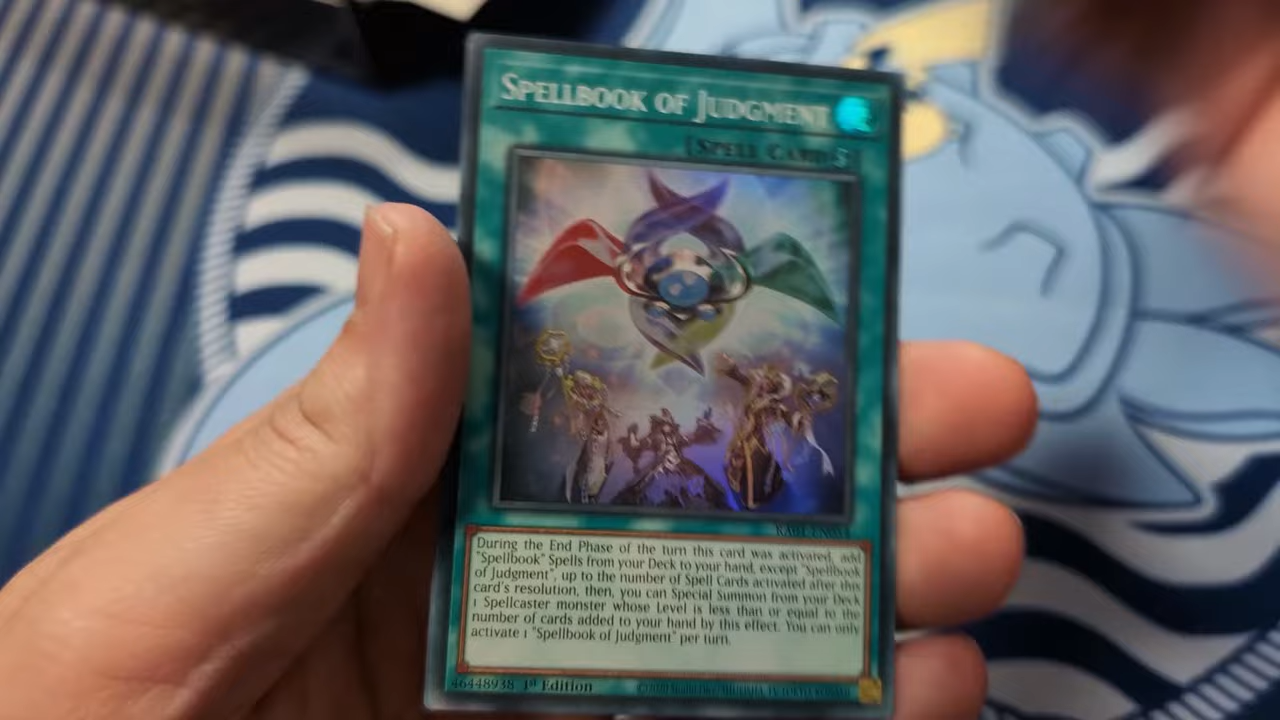 SPELLBOOK OF JUDGMENT
[SPELL CARD
During the End Phase of the turn this card was activated, add
"Spellbook" Spells from your Deck to your hand, except "Spellbook
of Judgment", up to the number of Spell Cards activated after this
card's resolution, then, you can Special Summon from your Deck
1 Spellcaster monster whose Level is less than or equal to the
number of cards added to your hand by this effect. You can only
activate 1 "Spellbook of Judgment" per turn.
46448938 1st Edition